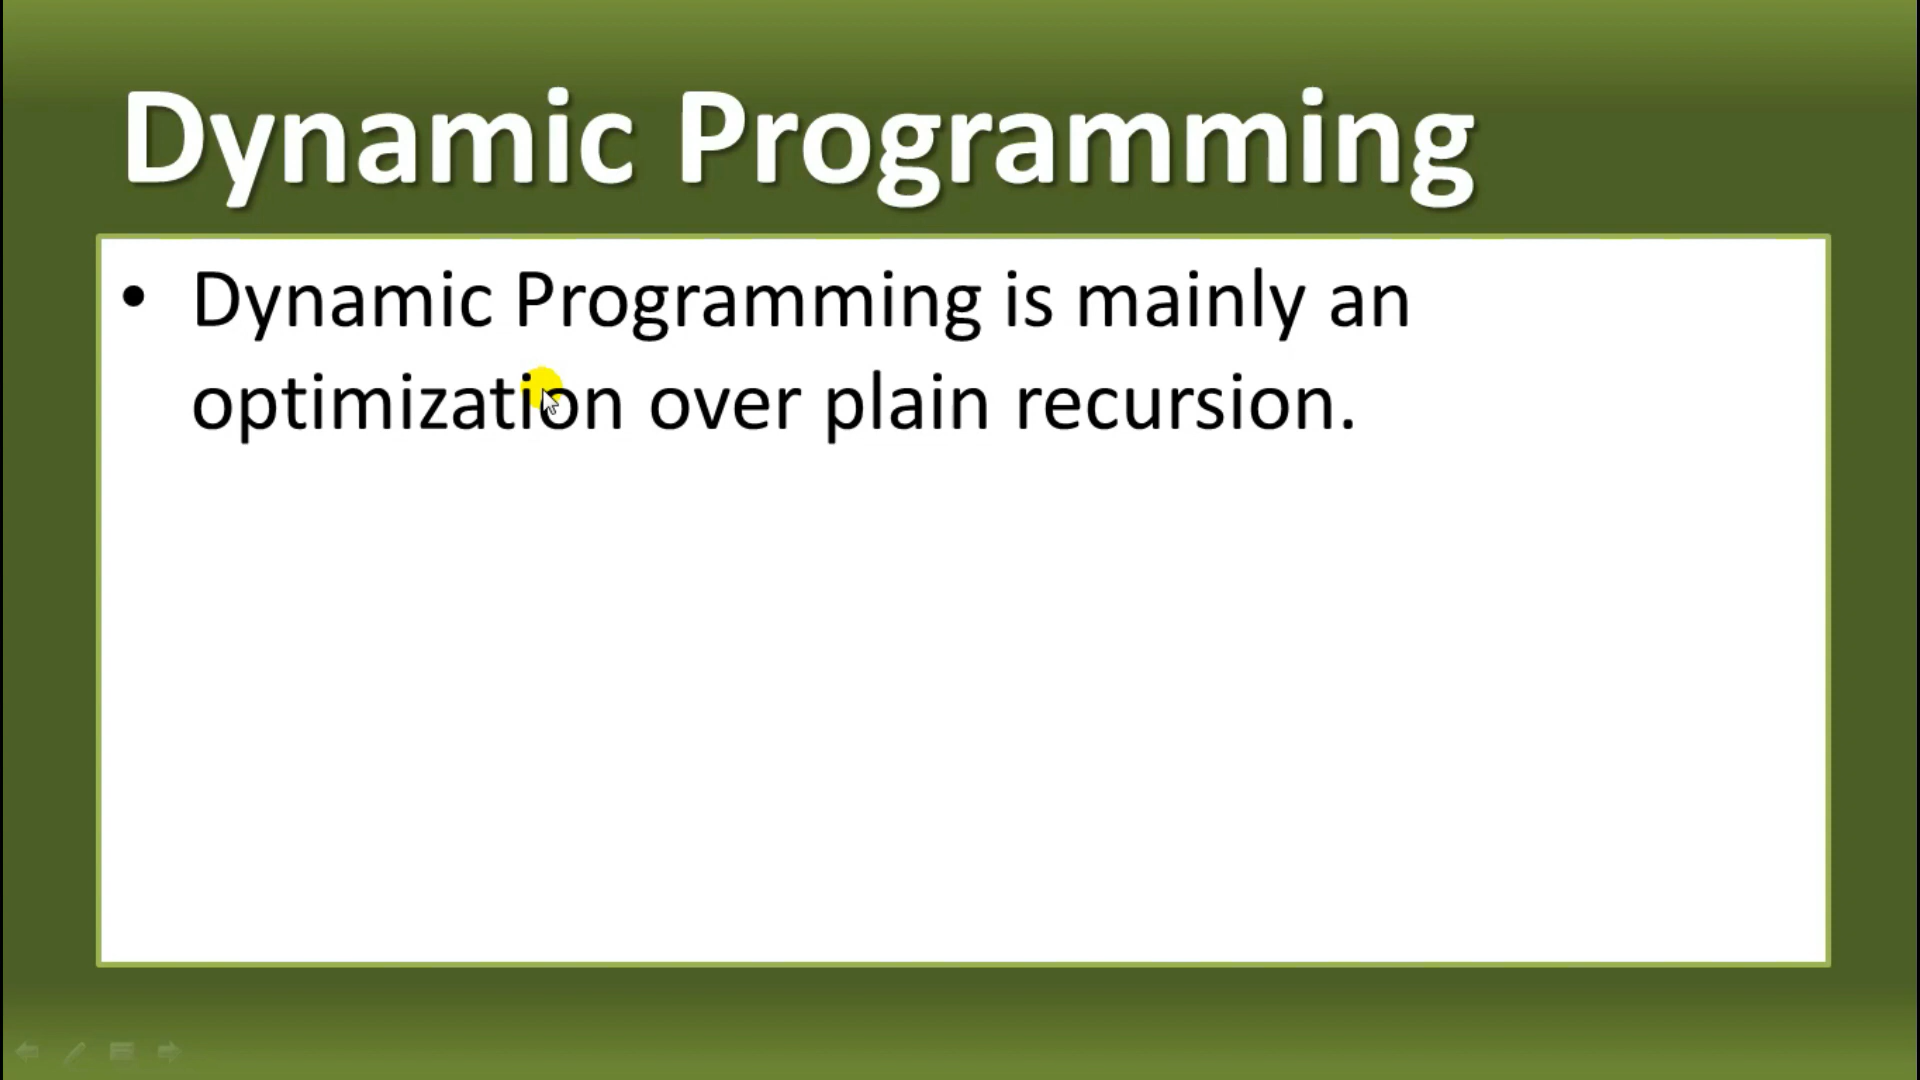 Dynamic Programming
• Dynamic Programming is mainly an
optimization over plain recursion.